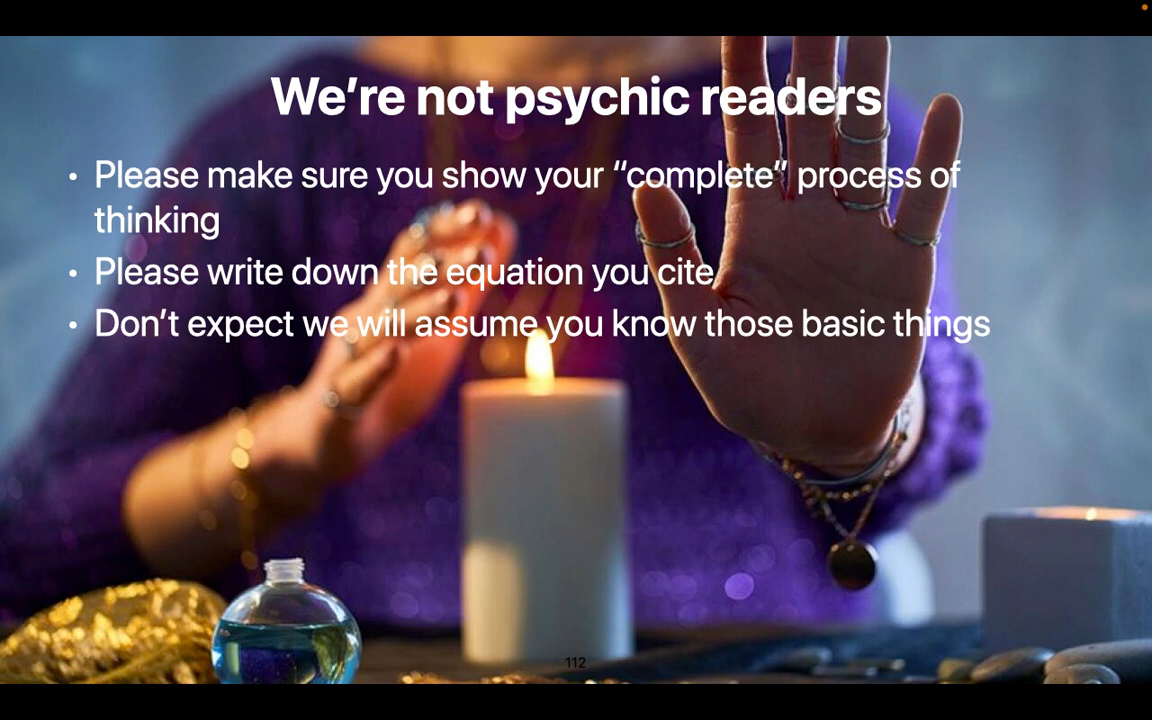 We’re not psychic readers
• Please make sure you show your “complete” process of
thinking
• Please write down the equation you cite
• Don’t expect we will assume you know those basic things
112